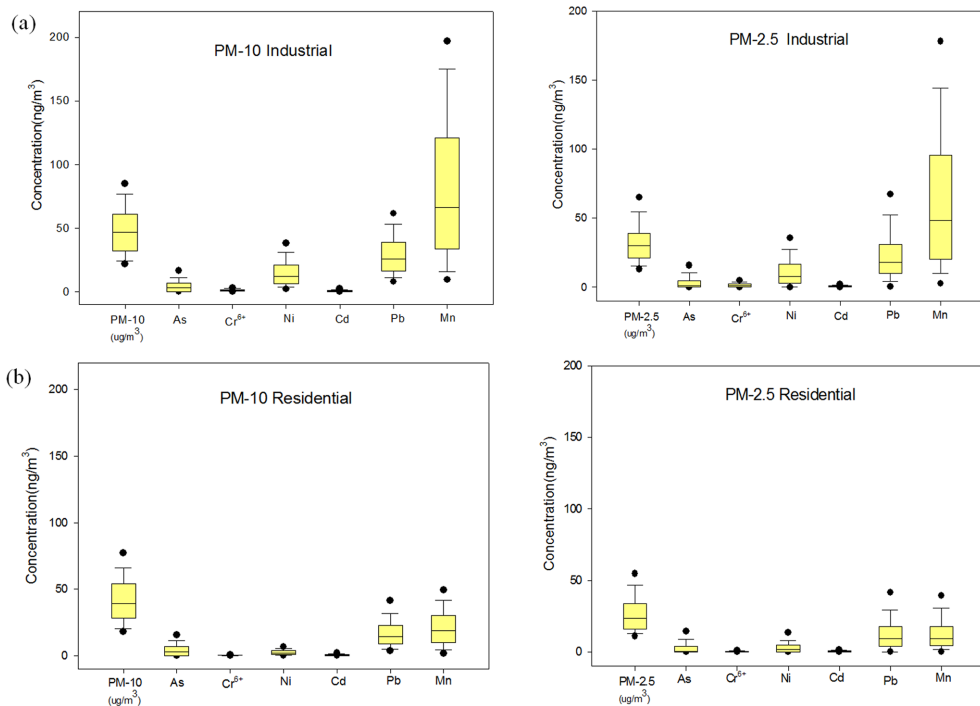 (a)
PM-10 Industrial
Concentration(ng/m³)
200
150
100
50
0
PM-10 As Cr⁶⁺ Ni Cd Pb Mn
(ug/m³)
PM-2.5 Industrial
Concentration(ng/m³)
200
150
100
50
0
PM-2.5 As Cr⁶⁺ Ni Cd Pb Mn
(ug/m³)
(b)
PM-10 Residential
Concentration(ng/m³)
200
150
100
50
0
PM-10 As Cr⁶⁺ Ni Cd Pb Mn
(ug/m³)
PM-2.5 Residential
Concentration(ng/m³)
200
150
100
50
0
PM-2.5 As Cr⁶⁺ Ni Cd Pb Mn
(ug/m³)